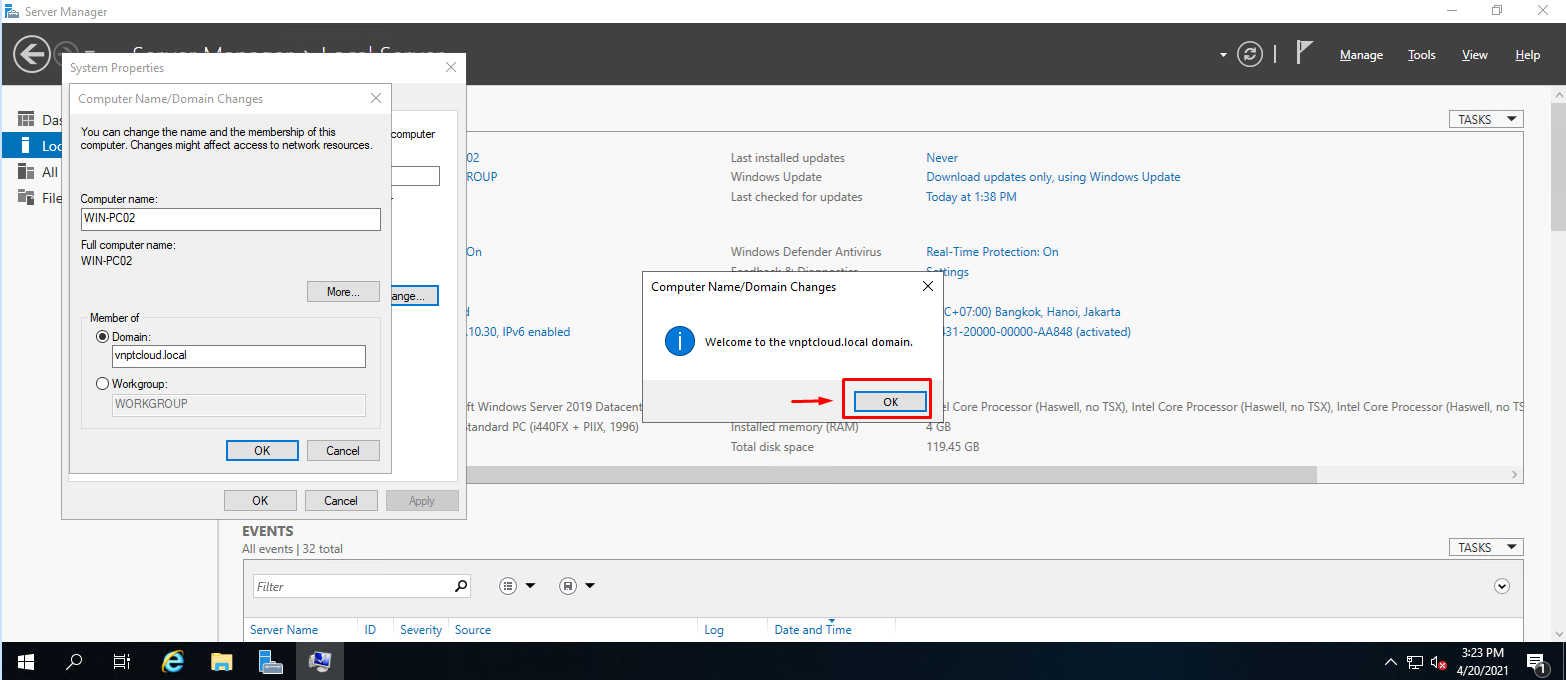 Server Manager
Manage
Tools
View
Help
System Properties
Computer Name/Domain Changes
You can change the name and the membership of this
computer. Changes might affect access to network resources.
computer
Computer name:
WIN-PC02
Full computer name:
WIN-PC02
More...
ange...
Member of
Domain:
vnptcloud.local
Workgroup:
WORKGROUP
OK
Cancel
OK
Cancel
Apply
Das
Loc
All
File
TASKS
02
ROUP
On
.10.30, IPv6 enabled
ft Windows Server 2019 Datacent
Standard PC (i440FX + PIIX, 1996)
Last installed updates
Never
Windows Update
Download updates only, using Windows Update
Last checked for updates
Today at 1:38 PM
Windows Defender Antivirus
Real-Time Protection: On
Settings
C+07:00) Bangkok, Hanoi, Jakarta
431-20000-00000-AA848 (activated)
el Core Processor (Haswell, no TSX), Intel Core Processor (Haswell, no TSX), Intel Core Processor (Haswell, no TS
Installed memory (RAM)
4 GB
Total disk space
119.45 GB
Computer Name/Domain Changes
Welcome to the vnptcloud.local domain.
OK
EVENTS
All events | 32 total
TASKS
Filter
Server Name
ID
Severity
Source
Log
Date and Time
3:23 PM
4/20/2021
1